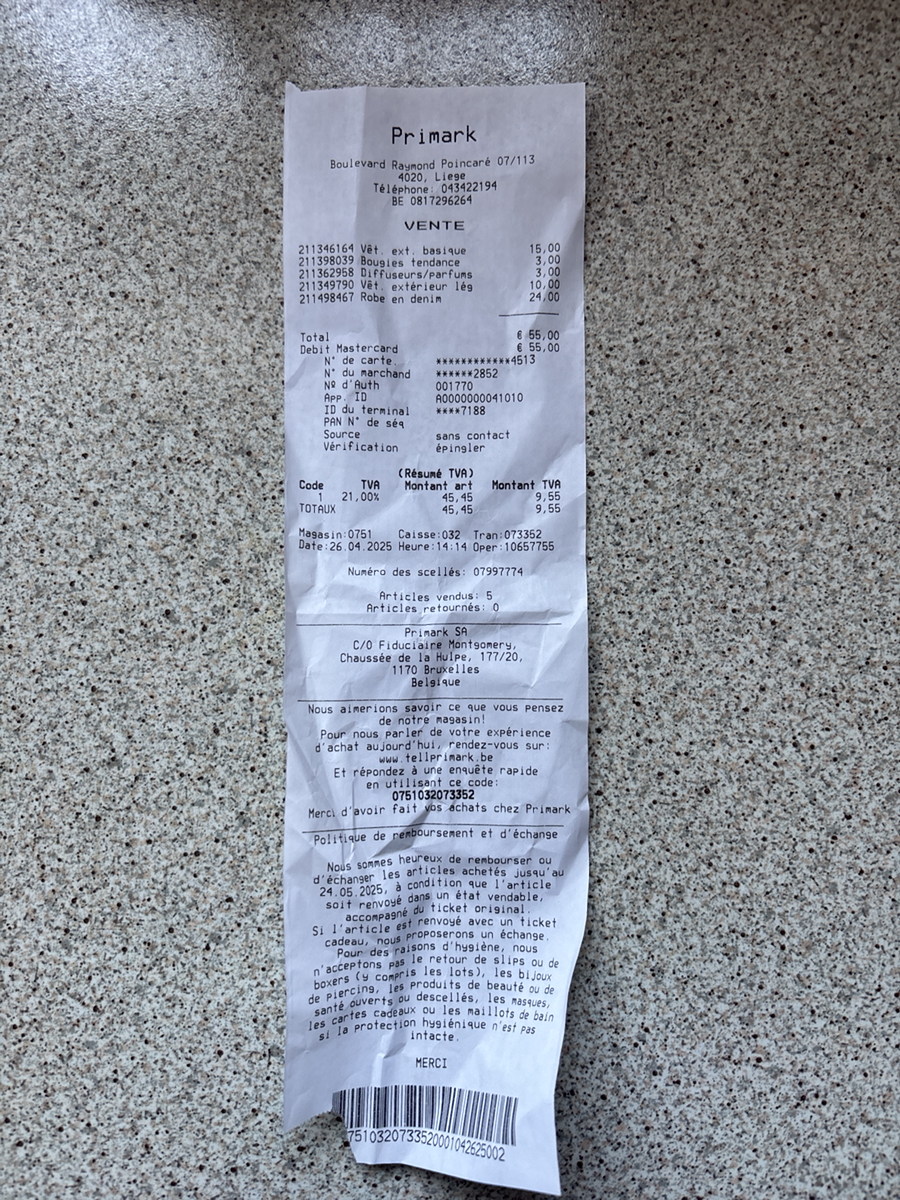 Primark
Boulevard Raymond Poincaré 07/113
4020, Liege
Téléphone: 043422194
BE 0817296264
VENTE
211346164 Vêt. ext. basique 15,00
211398039 Bougies tendance 3,00
211362958 Diffuseurs/parfums 3,00
211349790 Vêt. extérieur lég 10,00
211498467 Robe en denim 24,00
Total € 55,00
Debit Mastercard € 55,00
N° de carte. ************4513
N° du marchand ******2852
Nº d'Auth 001770
App. ID A0000000041010
ID du terminal ****7188
PAN N° de séq
Source sans contact
Vérification épingler
(Résumé TVA)
Code TVA Montant art Montant TVA
1 21,00% 45,45 9,55
TOTAUX 45,45 9,55
Magasin:0751 Caisse:032 Tran:073352
Date:26.04.2025 Heure:14:14 Oper:10657755
Numéro des scellés: 07997774
Articles vendus: 5
Articles retournés: 0
Primark SA
C/O Fiduciaire Montgomery,
Chaussée de la Hulpe, 177/20,
1170 Bruxelles
Belgique
Nous aimerions savoir ce que vous pensez
de notre magasin!
Pour nous parler de votre expérience
d'achat aujourd'hui, rendez-vous sur:
www.tellprimark.be
Et répondez à une enquête rapide
en utilisant ce code:
0751032073352
Merci d'avoir fait vos achats chez Primark
Politique de remboursement et d'échange
Nous sommes heureux de rembourser ou
d'échanger les articles achetés jusqu'au
24.05.2025, à condition que l'article
soit renvoyé dans un état vendable,
accompagné du ticket original.
Si l'article est renvoyé avec un ticket
cadeau, nous proposerons un échange.
Pour des raisons d'hygiène, nous
n'acceptons pas le retour de slips ou de
boxers (y compris les lots), les bijoux
de piercing, les produits de beauté ou de
santé ouverts ou descellés, les masques,
les cartes cadeaux ou les maillots de bain
si la protection hygiénique n'est pas
intacte.
MERCI
7510320733520001042625002